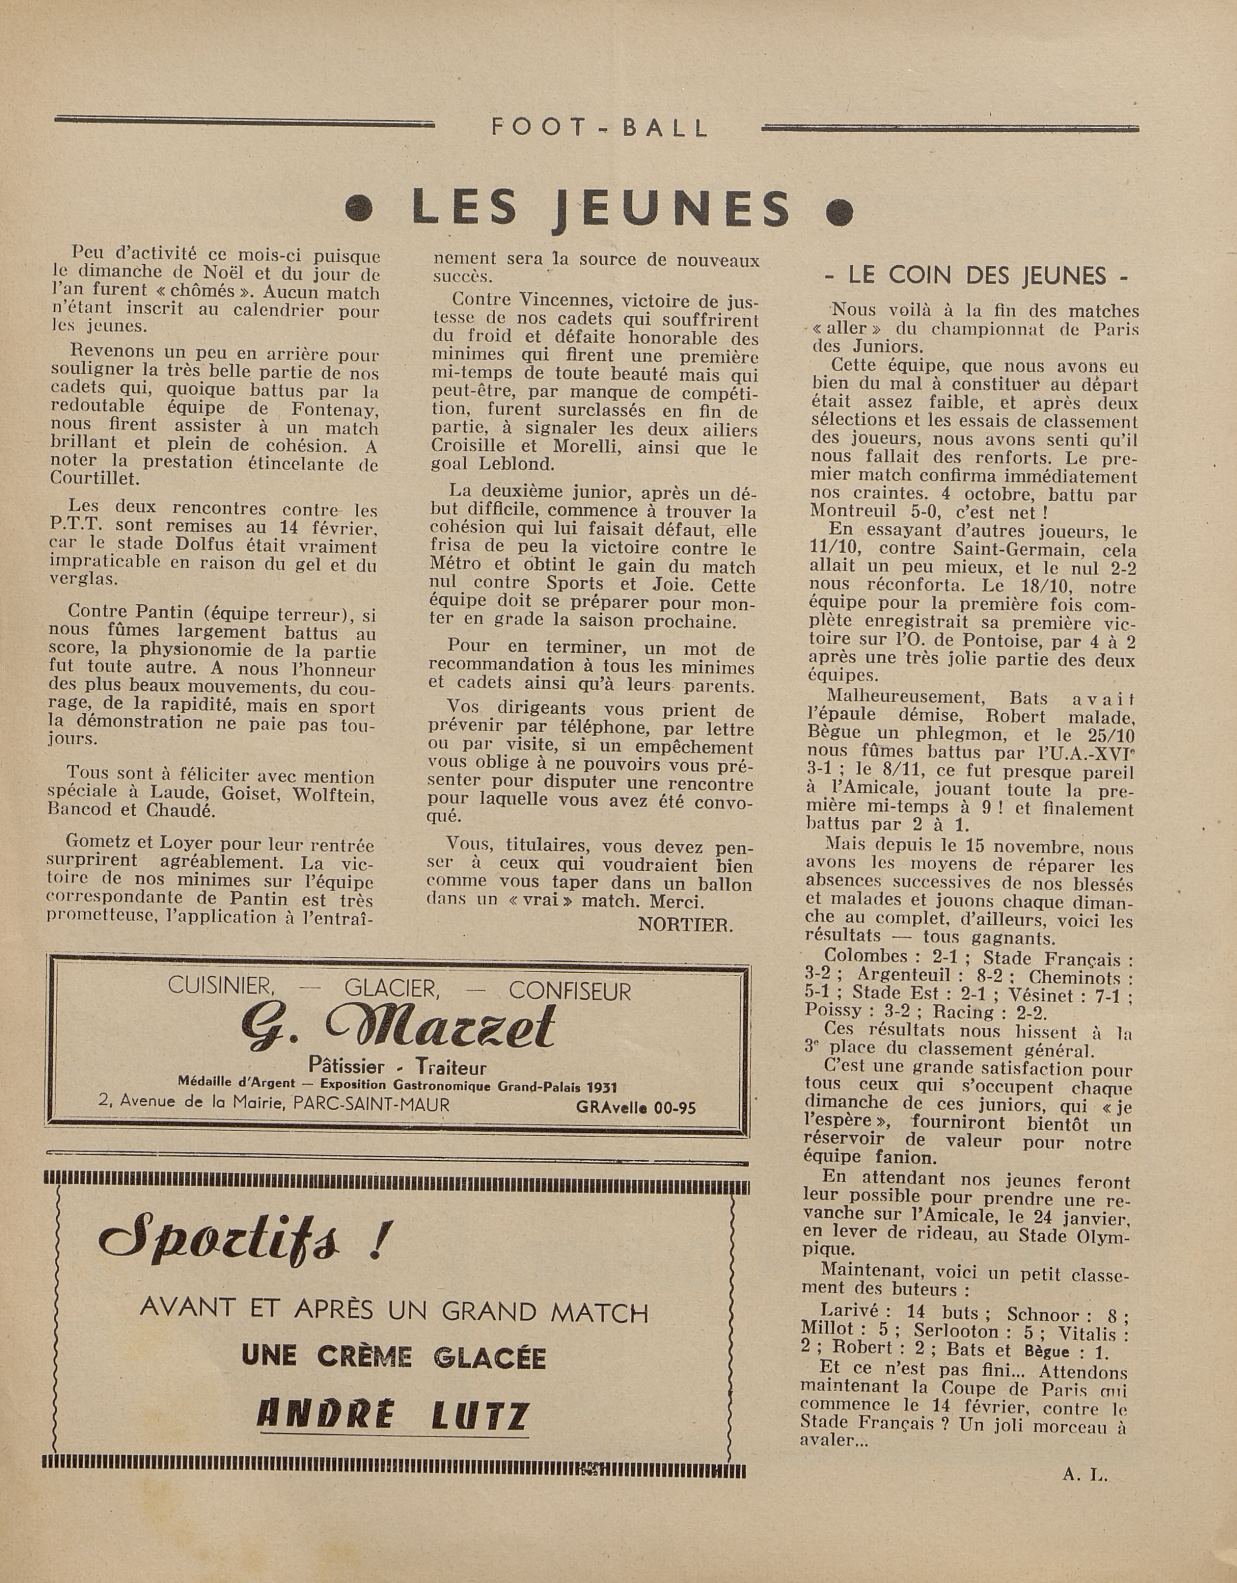 FOOT-BALL
● LES JEUNES ●
Peu d'activité ce mois-ci puisque
le dimanche de Noël et du jour de
l'an furent « chômés ». Aucun match
n'étant inscrit au calendrier pour
les jeunes.
Revenons un peu en arrière pour
souligner la très belle partie de nos
cadets qui, quoique battus par la
redoutable équipe de Fontenay,
nous firent assister à un match
brillant et plein de cohésion. A
noter la prestation étincelante de
Courtillet.
Les deux rencontres contre les
P.T.T. sont remises au 14 février,
car le stade Dolfus était vraiment
impraticable en raison du gel et du
verglas.
Contre Pantin (équipe terreur), si
nous fûmes largement battus au
score, la physionomie de la partie
fut toute autre. A nous l'honneur
des plus beaux mouvements, du cou-
rage, de la rapidité, mais en sport
la démonstration ne paie pas tou-
jours.
Tous sont à féliciter avec mention
spéciale à Laude, Goiset, Wolftein,
Bancod et Chaudé.
Gometz et Loyer pour leur rentrée
surprirent agréablement. La vic-
toire de nos minimes sur l'équipe
correspondante de Pantin est très
prometteuse, l'application à l'entraî-
nement sera la source de nouveaux
succès.
Contre Vincennes, victoire de jus-
tesse de nos cadets qui souffrirent
du froid et défaite honorable des
minimes qui firent une première
mi-temps de toute beauté mais qui
peut-être, par manque de compéti-
tion, furent surclassés en fin de
partie, à signaler les deux ailiers
Croisille et Morelli, ainsi que le
goal Leblond.
La deuxième junior, après un dé-
but difficile, commence à trouver la
cohésion qui lui faisait défaut, elle
frisa de peu la victoire contre le
Métro et obtint le gain du match
nul contre Sports et Joie. Cette
équipe doit se préparer pour mon-
ter en grade la saison prochaine.
Pour en terminer, un mot de
recommandation à tous les minimes
et cadets ainsi qu'à leurs parents.
Vos dirigeants vous prient de
prévenir par téléphone, par lettre
ou par visite, si un empêchement
vous oblige à ne pouvoirs vous pré-
senter pour disputer une rencontre
pour laquelle vous avez été convo-
qué.
Vous, titulaires, vous devez pen-
ser à ceux qui voudraient bien
comme vous taper dans un ballon
dans un « vrai » match. Merci.
NORTIER.
- LE COIN DES JEUNES -
Nous voilà à la fin des matches
« aller » du championnat de Paris
des Juniors.
Cette équipe, que nous avons eu
bien du mal à constituer au départ
était assez faible, et après deux
sélections et les essais de classement
des joueurs, nous avons senti qu'il
nous fallait des renforts. Le pre-
mier match confirma immédiatement
nos craintes. 4 octobre, battu par
Montreuil 5-0, c'est net !
En essayant d'autres joueurs, le
11/10, contre Saint-Germain, cela
allait un peu mieux, et le nul 2-2
nous réconforta. Le 18/10, notre
équipe pour la première fois com-
plète enregistrait sa première vic-
toire sur l'O. de Pontoise, par 4 à 2
après une très jolie partie des deux
équipes.
Malheureusement, Bats avait
l'épaule démise, Robert malade,
Bègue un phlegmon, et le 25/10
nous fûmes battus par l'U.A.-XVIe
3-1 ; le 8/11, ce fut presque pareil
à l'Amicale, jouant toute la pre-
mière mi-temps à 9 ! et finalement
battus par 2 à 1.
Mais depuis le 15 novembre, nous
avons les moyens de réparer les
absences successives de nos blessés
et malades et jouons chaque diman-
che au complet, d'ailleurs, voici les
résultats — tous gagnants.
Colombes : 2-1 ; Stade Français :
3-2 ; Argenteuil : 8-2 ; Cheminots :
5-1 ; Stade Est : 2-1 ; Vésinet : 7-1 ;
Poissy : 3-2 ; Racing : 2-2.
Ces résultats nous hissent à la
3e place du classement général.
C'est une grande satisfaction pour
tous ceux qui s'occupent chaque
dimanche de ces juniors, qui « je
l'espère », fourniront bientôt un
réservoir de valeur pour notre
équipe fanion.
En attendant nos jeunes feront
leur possible pour prendre une re-
vanche sur l'Amicale, le 24 janvier,
en lever de rideau, au Stade Olym-
pique.
Maintenant, voici un petit classe-
ment des buteurs :
Larivé : 14 buts ; Schnoor : 8 ;
Millot : 5 ; Serlooton : 5 ; Vitalis :
2 ; Robert : 2 ; Bats et Bègue : 1.
Et ce n'est pas fini... Attendons
maintenant la Coupe de Paris qui
commence le 14 février, contre le
Stade Français ? Un joli morceau à
avaler...
A. L.
CUISINIER, — GLACIER, — CONFISEUR
G. Marzet
Pâtissier - Traiteur
Médaille d'Argent — Exposition Gastronomique Grand-Palais 1931
2, Avenue de la Mairie, PARC-SAINT-MAUR GRAvelle 00-95
Sportifs !
AVANT ET APRÈS UN GRAND MATCH
UNE CRÈME GLACÉE
ANDRÉ LUTZ